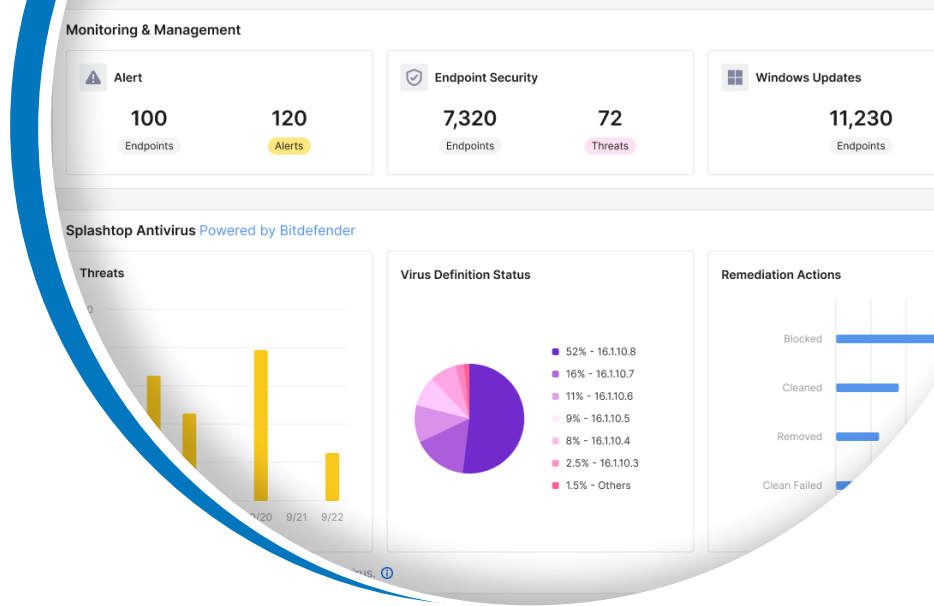 Monitoring & Management
Alert
100
120
Endpoints
Alerts
Endpoint Security
7,320
72
Endpoints
Threats
Windows Updates
11,230
Endpoints
Splashtop Antivirus Powered by Bitdefender
Threats
9/21
9/22
Virus Definition Status
52% - 16.1.10.8
16% - 16.1.10.7
11% - 16.1.10.6
9% - 16.1.10.5
8% - 16.1.10.4
2.5% - 16.1.10.3
1.5% - Others
Remediation Actions
Blocked
Cleaned
Removed
Clean Failed